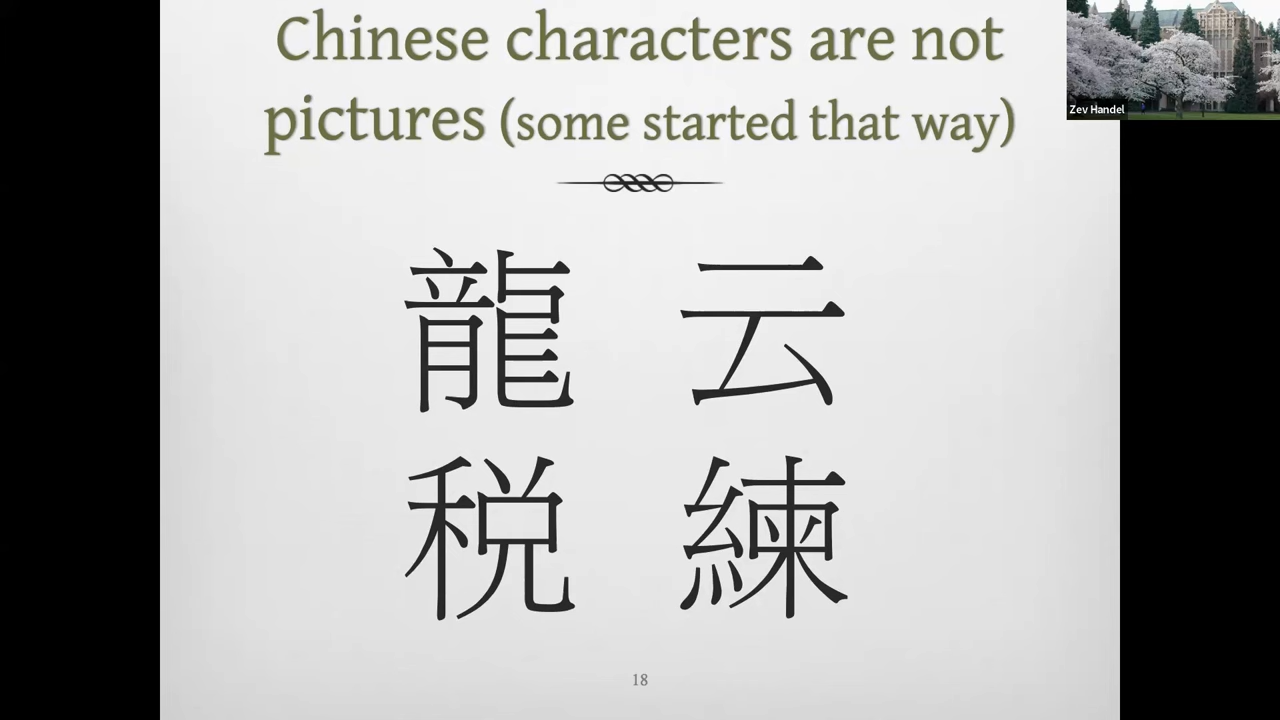 Chinese characters are not
pictures (some started that way)
Zev Handel
龍 云
税 練
18